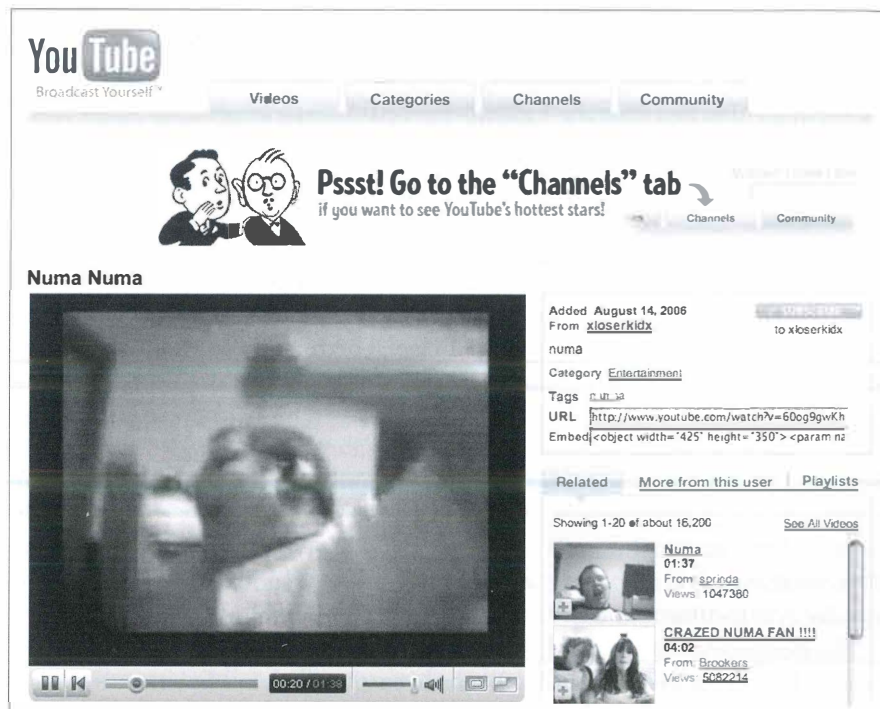 You Tube
Broadcast Yourself™
Videos Categories Channels Community
Pssst! Go to the “Channels” tab
if you want to see YouTube's hottest stars!
Channels Community
Numa Numa
Added August 14, 2006
SUBSCRIBE
From xloserkidx
to xloserkidx
numa
Category Entertainment
Tags numa
URL http://www.youtube.com/watch?v=60og9gwKh
Embed <object width="425" height="350"> <param na
Related More from this user Playlists
Showing 1-20 of about 16,200 See All Videos
Numa
01:37
From: sprinda
Views: 1047380
CRAZED NUMA FAN !!!!
04:02
From: Brookers
Views: 5082214
00:20 / 01:38